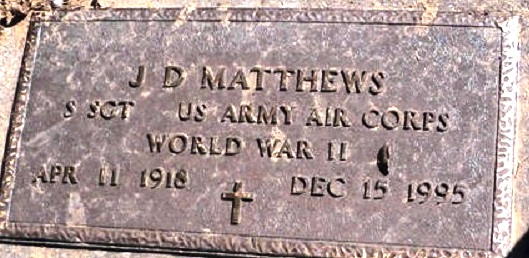 J D MATTHEWS
S SGT US ARMY AIR CORPS
WORLD WAR II
APR 11 1918 DEC 15 1995